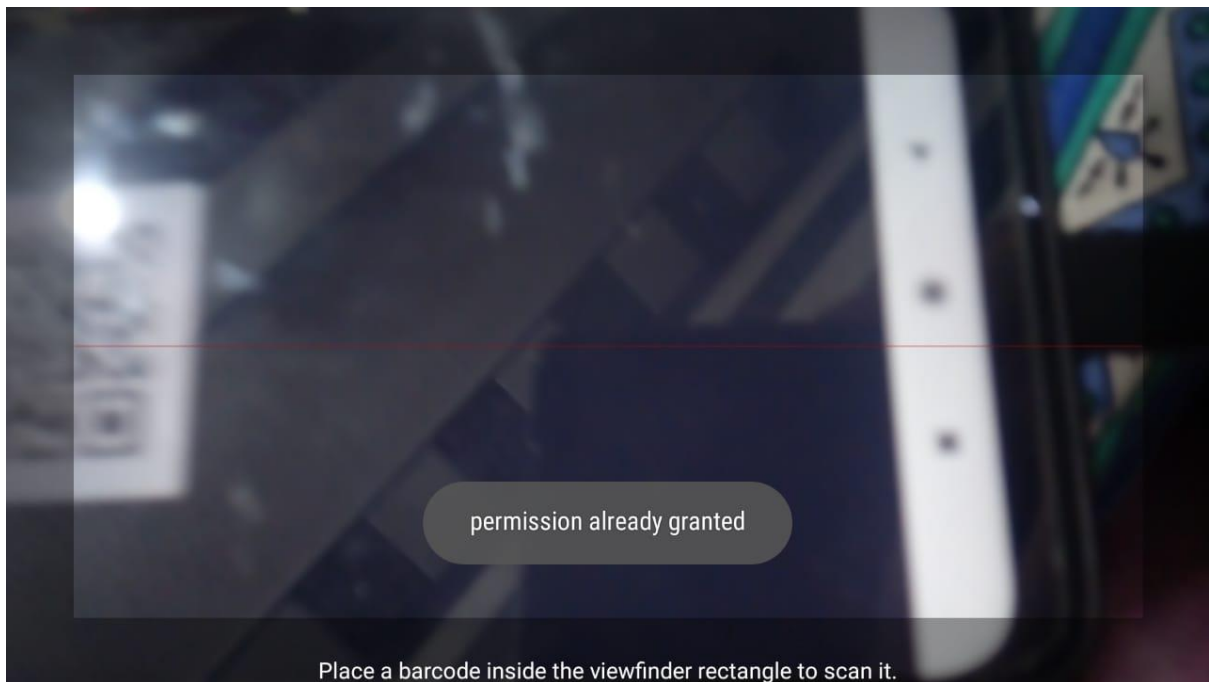 permission already granted
Place a barcode inside the viewfinder rectangle to scan it.